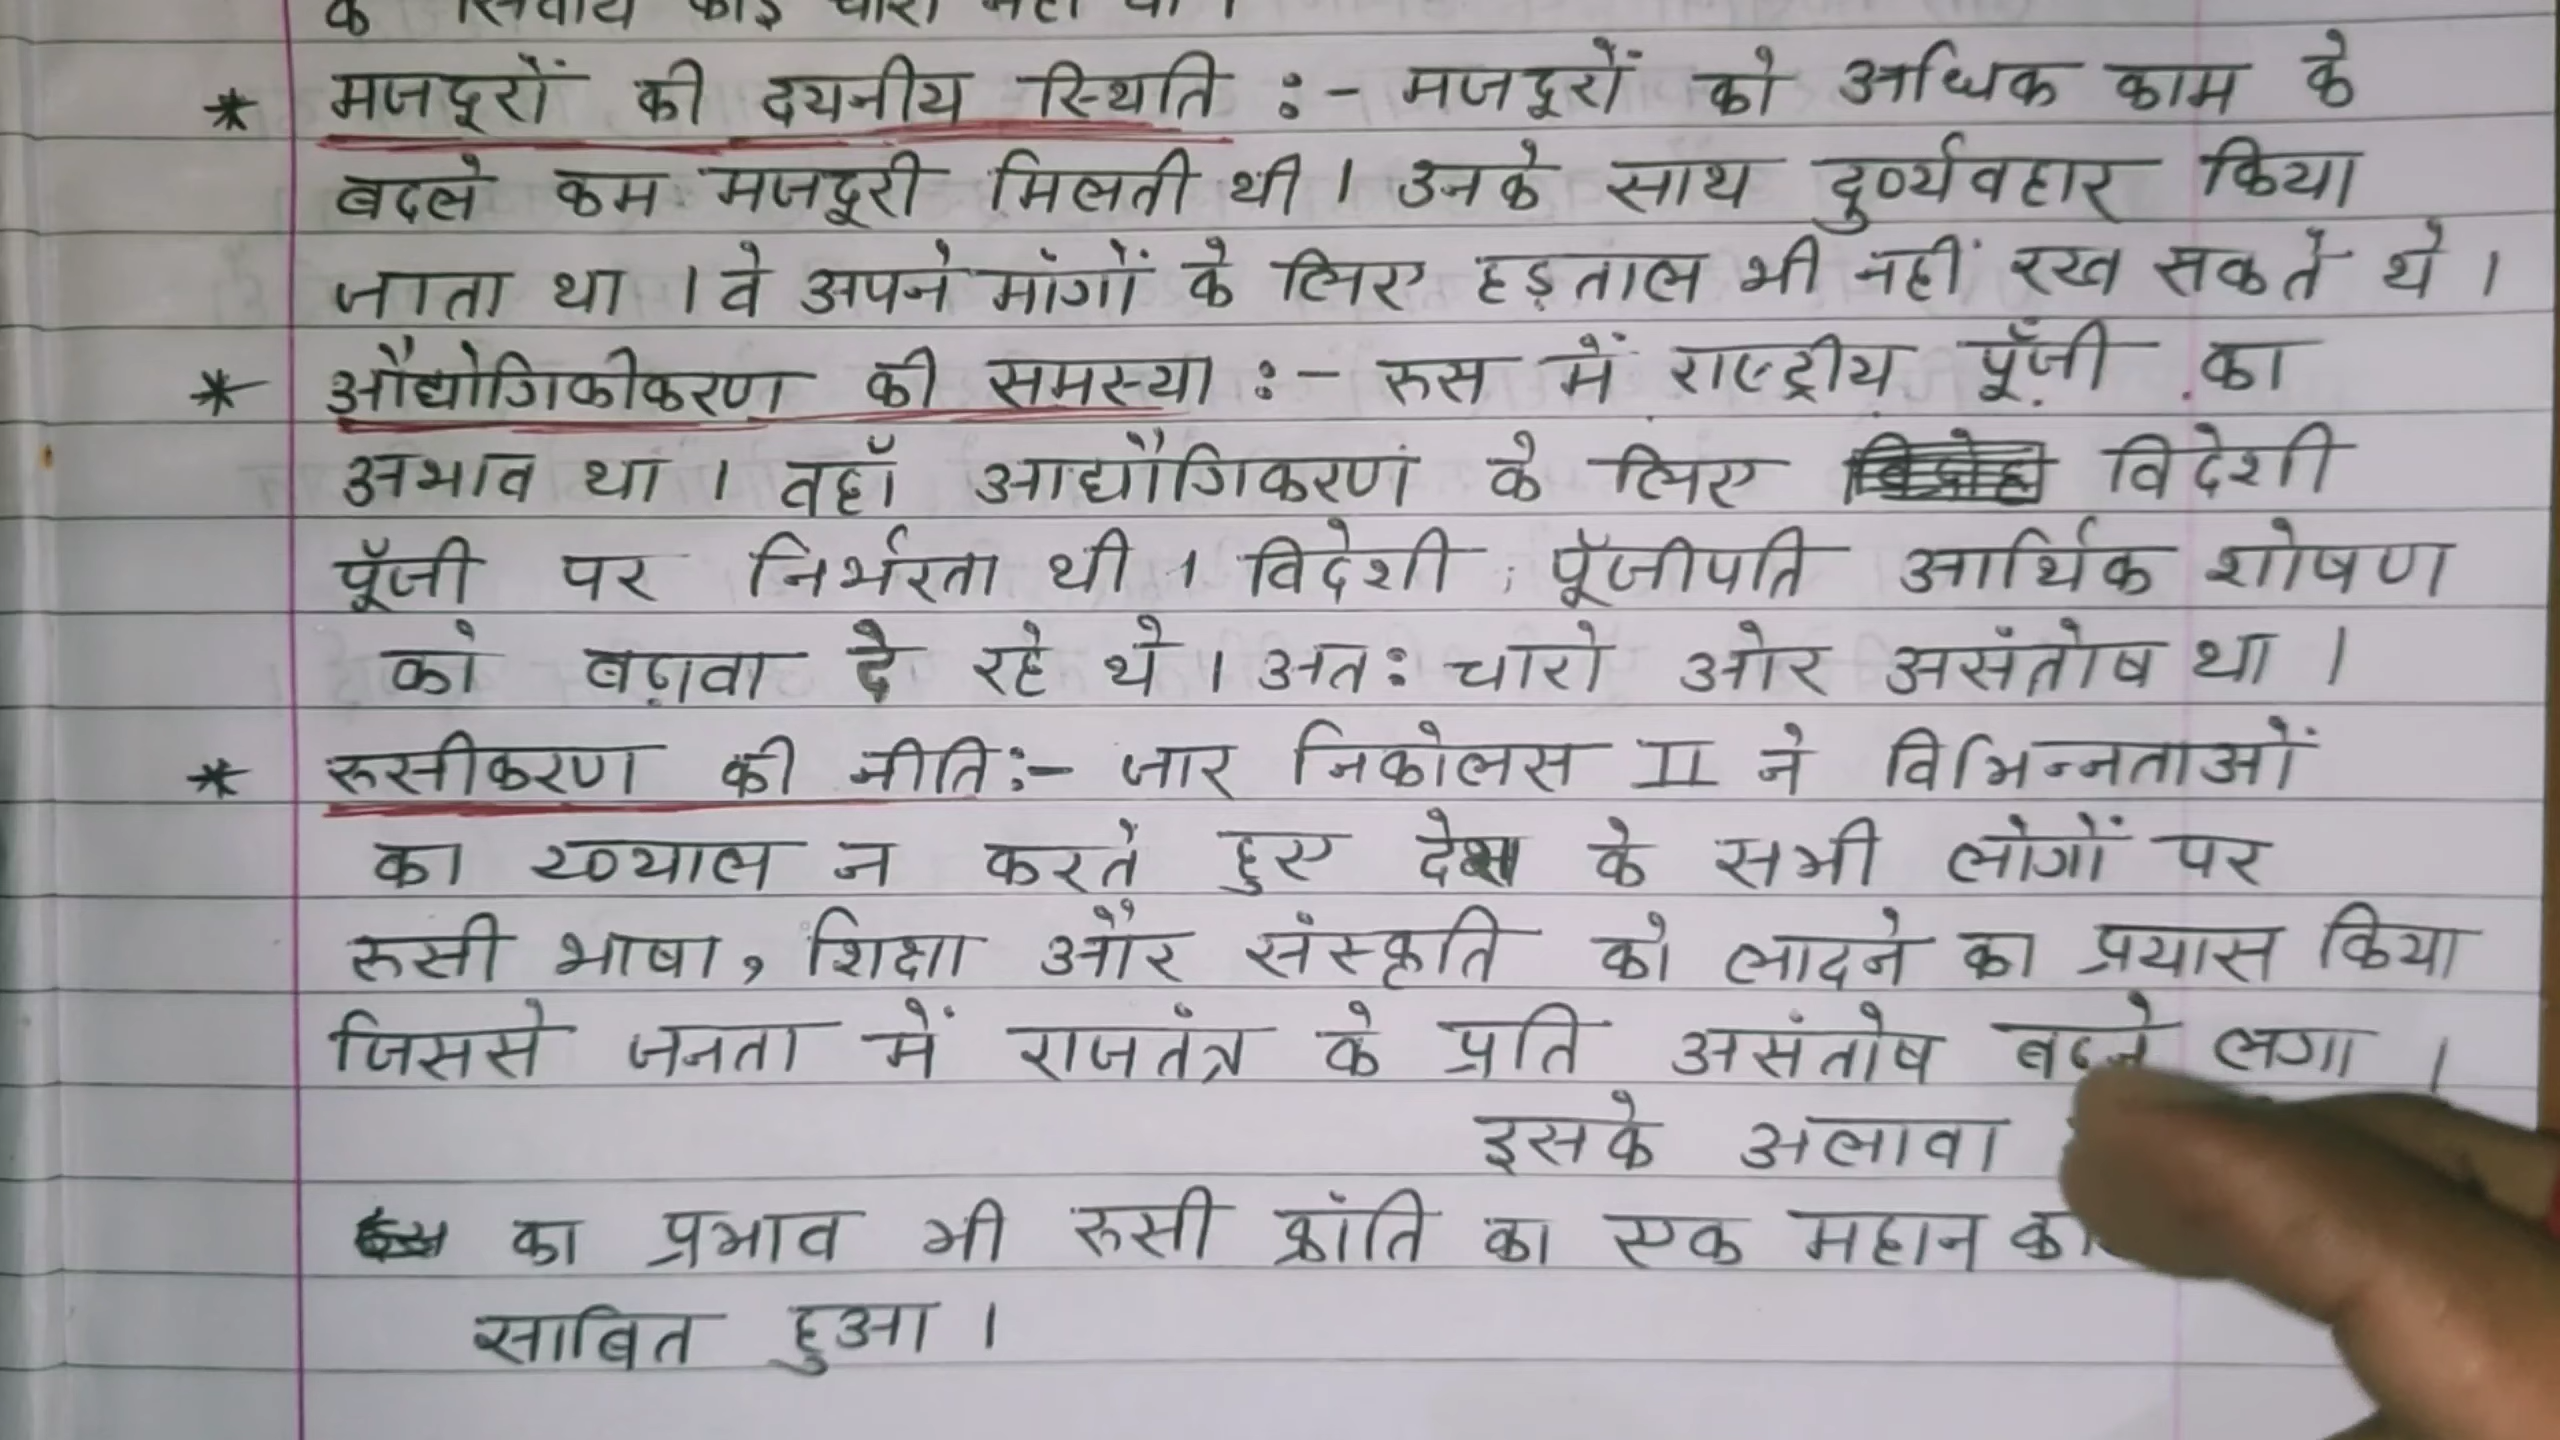 के सिवाय कोई चारा नहीं था ।
* मजदूरों की दयनीय स्थिति :- मजदूरों को अधिक काम के
बदले कम मजदूरी मिलती थी । उनके साथ दुर्व्यवहार किया
जाता था । वे अपने माँगों के लिए हड़ताल भी नहीं रख सकते थे ।
* औद्योगिकीकरण की समस्या :- रुस में राष्ट्रीय पूँजी का
अभाव था । वहाँ आद्यौगिकरण के लिए विदेशी
पूँजी पर निर्भरता थी । विदेशी पूँजीपति आर्थिक शोषण
को बढ़ावा दे रहे थे । अतः चारो ओर असंतोष था ।
* रुसीकरण की नीति :- जार निकोलस II ने विभिन्नताओं
का ख्याल न करते हुए देश के सभी लोगों पर
रुसी भाषा, शिक्षा और संस्कृति को लादने का प्रयास किया
जिससे जनता में राजतंत्र के प्रति असंतोष बढ़ने लगा ।
इसके अलावा
का प्रभाव भी रुसी क्रांति का एक महान
साबित हुआ ।